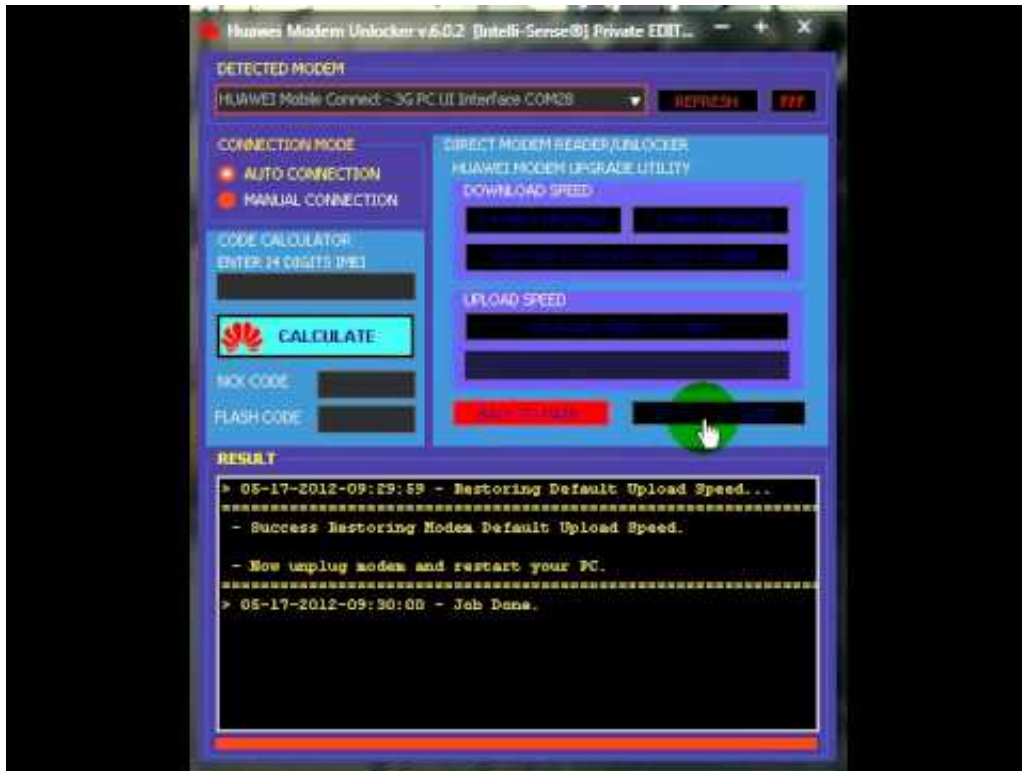 Huawei Modem Unlocker v.6.0.2 [Intelli-Sense®] Private EDIT...
DETECTED MODEM
HUAWEI Mobile Connect - 3G PC UI Interface COM28
REFRESH
???
CONNECTION MODE
AUTO CONNECTION
MANUAL CONNECTION
CODE CALCULATOR
ENTER 14 DIGITS IMEI
CALCULATE
NCK CODE
FLASH CODE
DIRECT MODEM READER/UNLOCKER
HUAWEI MODEM UPGRADE UTILITY
DOWNLOAD SPEED
UPLOAD SPEED
RESULT
> 05-17-2012-09:29:59 - Restoring Default Upload Speed...
- Success Restoring Modem Default Upload Speed.
- Now unplug modem and restart your PC.
> 05-17-2012-09:30:00 - Job Done.